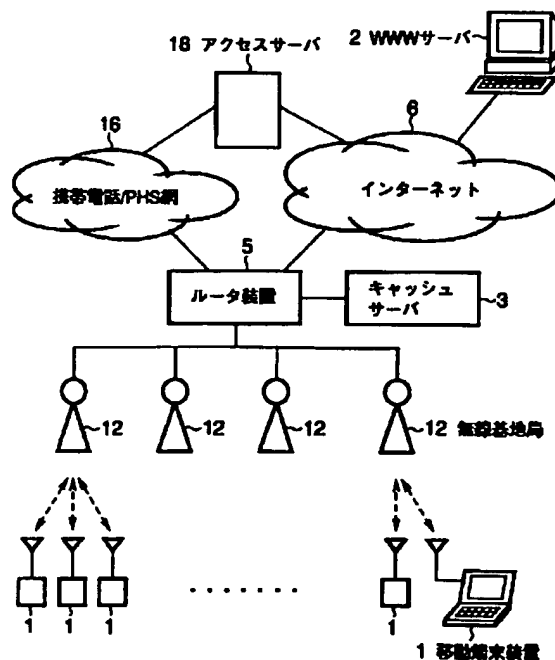 2 WWWサーバ
18 アクセスサーバ
16
6
携帯電話/PHS網
インターネット
5
ルータ装置
キャッシュ
サーバ
3
12
12
12
12 無線基地局
1
1
1
1
1 移動端末装置